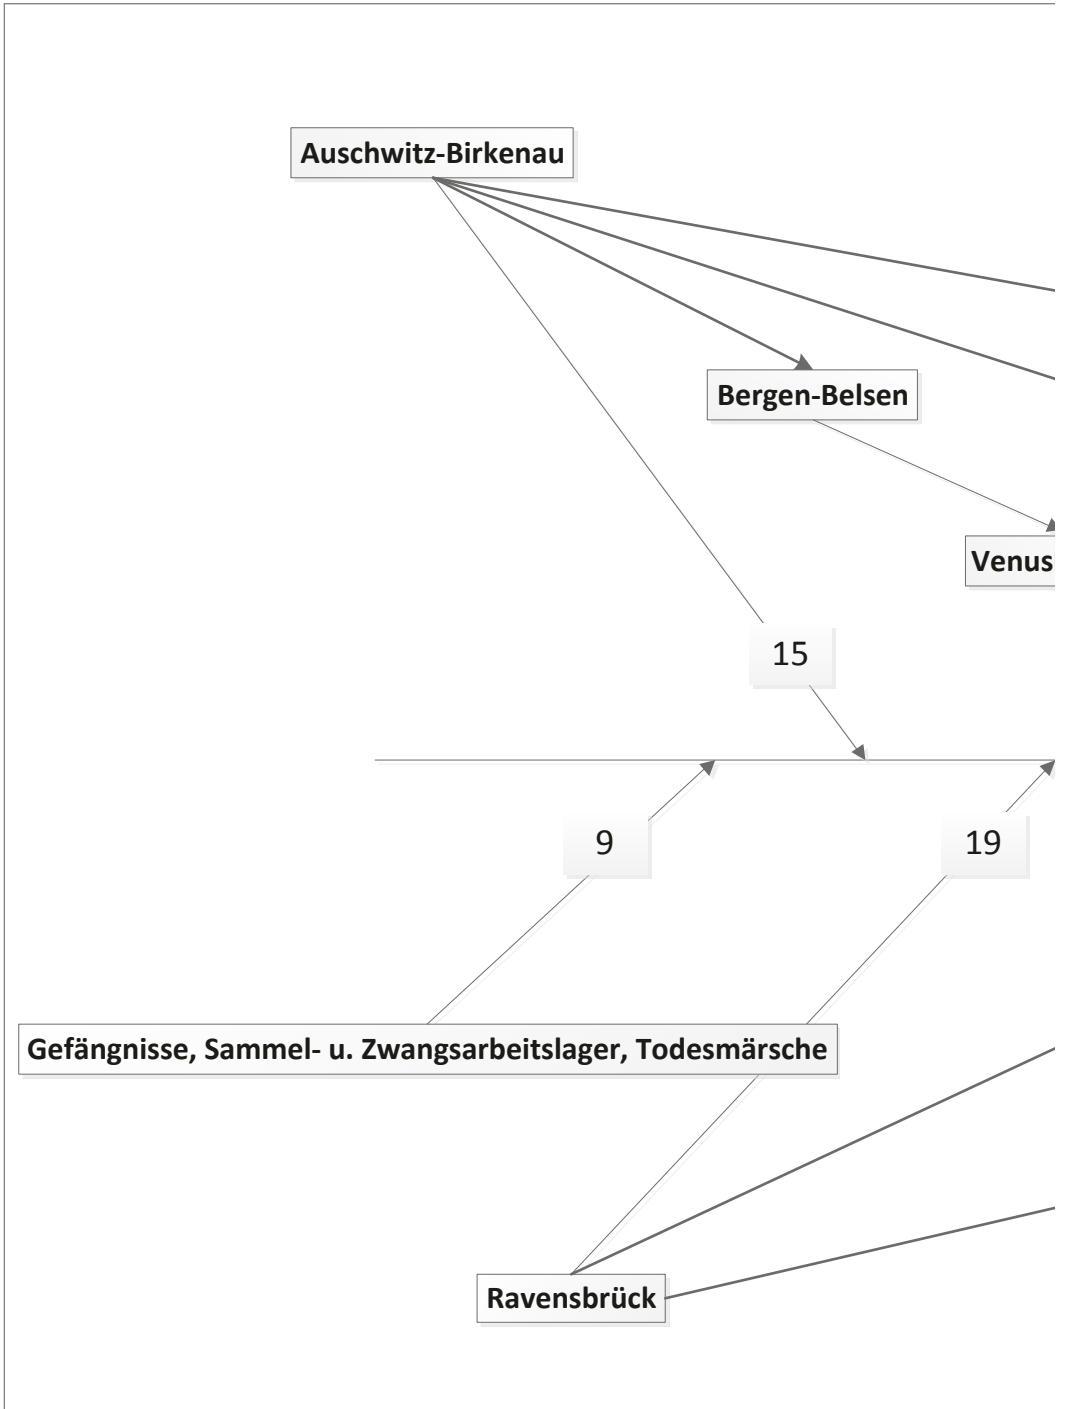 Auschwitz-Birkenau
Bergen-Belsen
Venus
15
9
19
Gefängnisse, Sammel- u. Zwangsarbeitslager, Todesmärsche
Ravensbrück